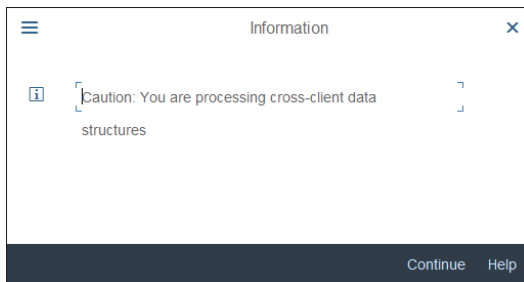 Information
Caution: You are processing cross-client data
structures
Continue Help